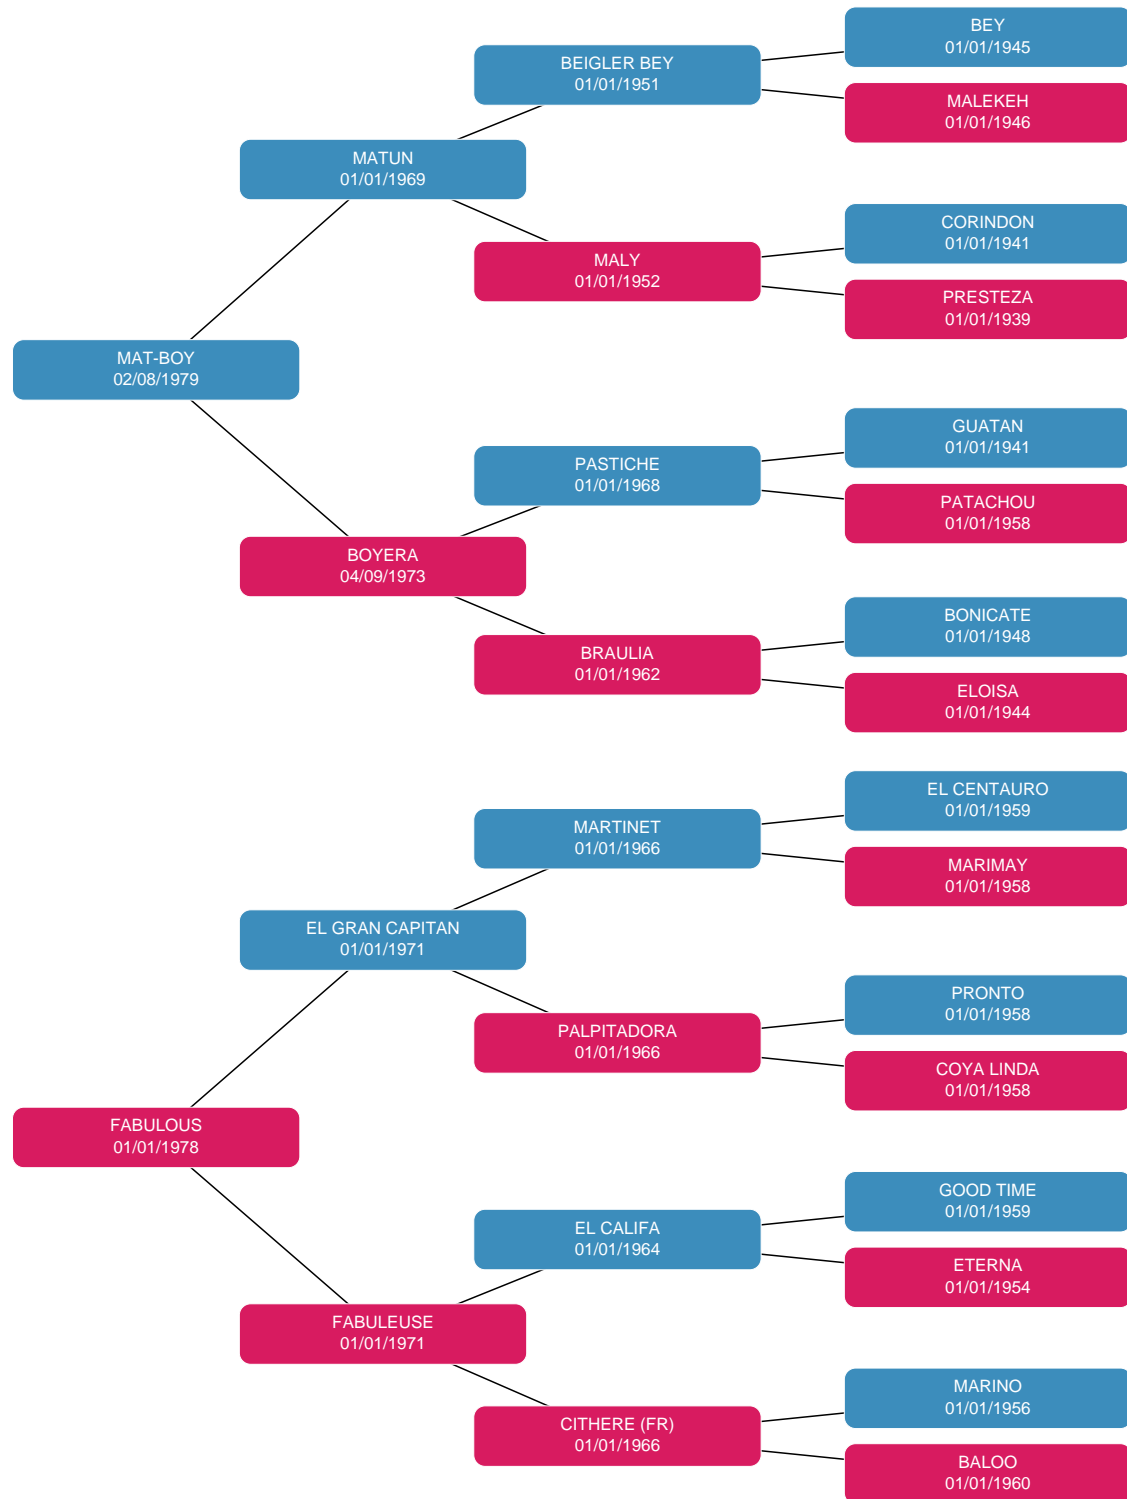 BEY
01/01/1945
BEIGLER BEY
01/01/1951
MALEKEH
01/01/1946
MATUN
01/01/1969
CORINDON
01/01/1941
MALY
01/01/1952
PRESTEZA
01/01/1939
MAT-BOY
02/08/1979
GUATAN
01/01/1941
PASTICHE
01/01/1968
PATACHOU
01/01/1958
BOYERA
04/09/1973
BONICATE
01/01/1948
BRAULIA
01/01/1962
ELOISA
01/01/1944
EL CENTAURO
01/01/1959
MARTINET
01/01/1966
MARIMAY
01/01/1958
EL GRAN CAPITAN
01/01/1971
PRONTO
01/01/1958
PALPITADORA
01/01/1966
COYA LINDA
01/01/1958
FABULOUS
01/01/1978
GOOD TIME
01/01/1959
EL CALIFA
01/01/1964
ETERNA
01/01/1954
FABULEUSE
01/01/1971
MARINO
01/01/1956
CITHERE (FR)
01/01/1966
BALOO
01/01/1960